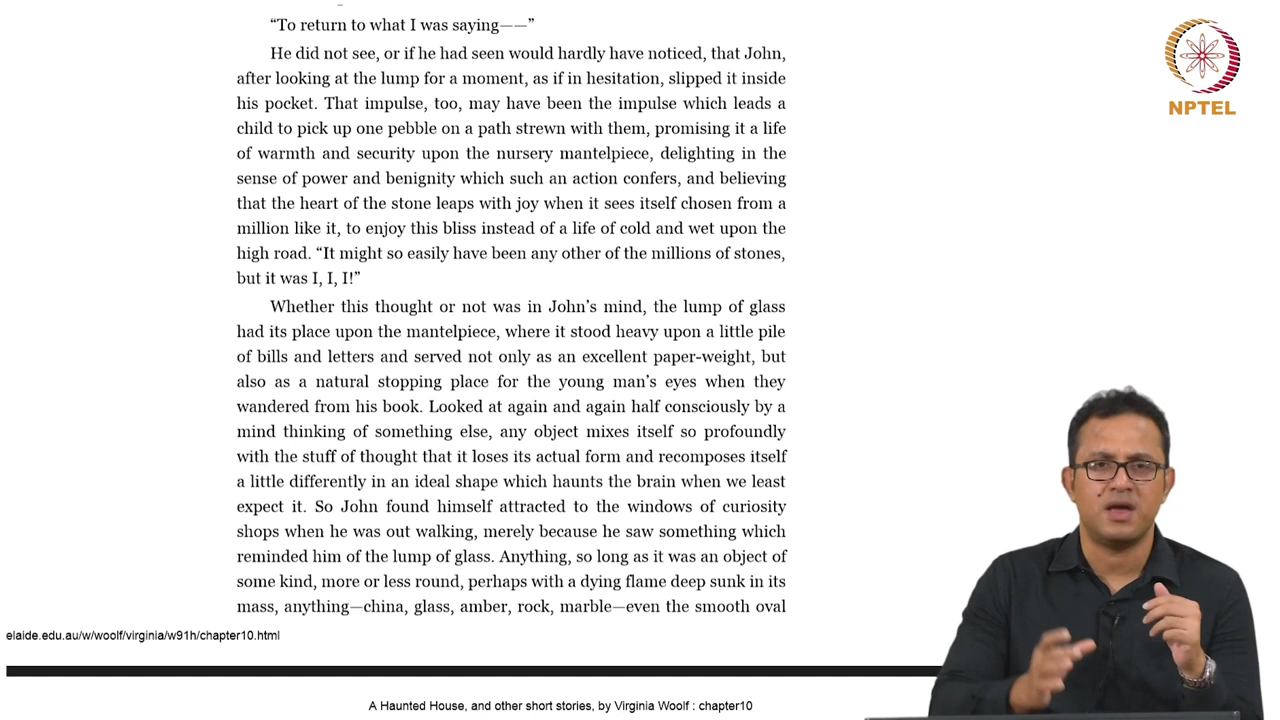 “To return to what I was saying——”
He did not see, or if he had seen would hardly have noticed, that John,
after looking at the lump for a moment, as if in hesitation, slipped it inside
his pocket. That impulse, too, may have been the impulse which leads a
child to pick up one pebble on a path strewn with them, promising it a life
of warmth and security upon the nursery mantelpiece, delighting in the
sense of power and benignity which such an action confers, and believing
that the heart of the stone leaps with joy when it sees itself chosen from a
million like it, to enjoy this bliss instead of a life of cold and wet upon the
high road. “It might so easily have been any other of the millions of stones,
but it was I, I, I!”
Whether this thought or not was in John’s mind, the lump of glass
had its place upon the mantelpiece, where it stood heavy upon a little pile
of bills and letters and served not only as an excellent paper-weight, but
also as a natural stopping place for the young man’s eyes when they
wandered from his book. Looked at again and again half consciously by a
mind thinking of something else, any object mixes itself so profoundly
with the stuff of thought that it loses its actual form and recomposes itself
a little differently in an ideal shape which haunts the brain when we least
expect it. So John found himself attracted to the windows of curiosity
shops when he was out walking, merely because he saw something which
reminded him of the lump of glass. Anything, so long as it was an object of
some kind, more or less round, perhaps with a dying flame deep sunk in its
mass, anything—china, glass, amber, rock, marble—even the smooth oval
elaide.edu.au/w/woolf/virginia/w91h/chapter10.html
A Haunted House, and other short stories, by Virginia Woolf : chapter10
NPTEL